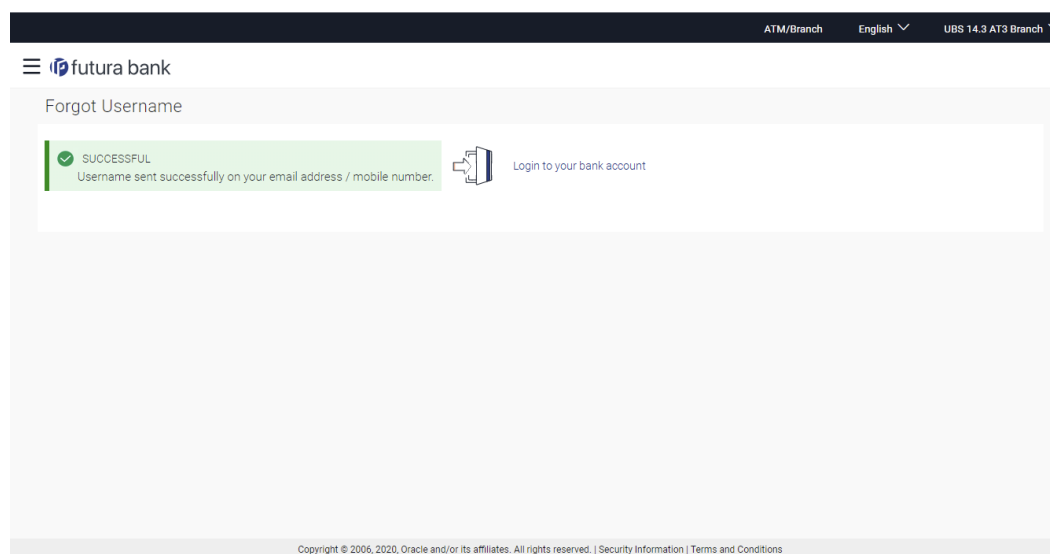 ATM/Branch English UBS 14.3 AT3 Branch
futura bank
Forgot Username
SUCCESSFUL
Username sent successfully on your email address / mobile number.
Login to your bank account
Copyright © 2006, 2020, Oracle and/or its affiliates. All rights reserved. | Security Information | Terms and Conditions